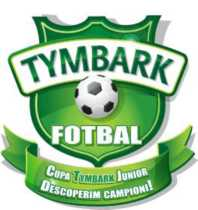 TYMBARK
FOTBAL
CUPA TYMBARK JUNIOR
DESCOPERIM CAMPIONI!